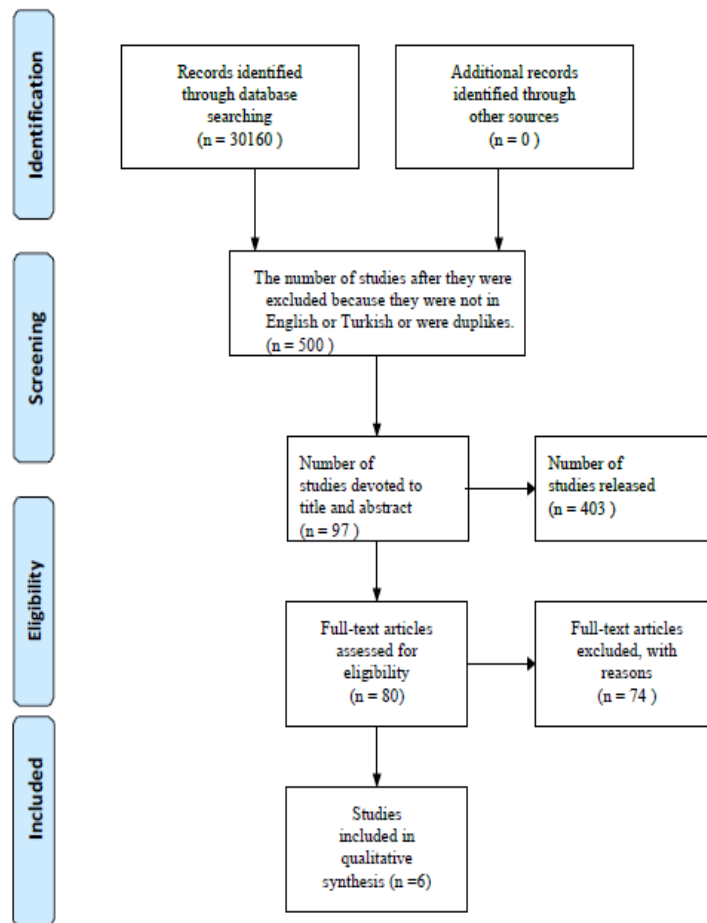 Identification
Records identified
through database
searching
(n = 30160 )
Additional records
identified through
other sources
(n = 0 )
Screening
The number of studies after they were
excluded because they were not in
English or Turkish or were duplikes.
(n = 500 )
Number of
studies devoted to
title and abstract
(n = 97 )
Number of
studies released
(n = 403 )
Eligibility
Full-text articles
assessed for
eligibility
(n = 80)
Full-text articles
excluded, with
reasons
(n = 74 )
Included
Studies
included in
qualitative
synthesis (n =6)